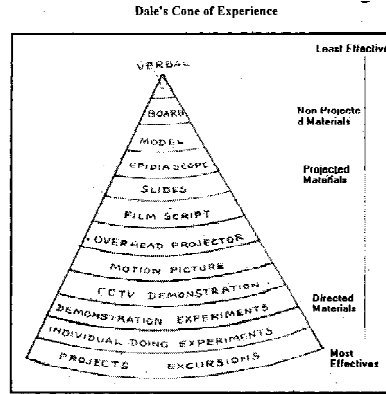 Dale's Cone of Experience
Least Effective
VERBAL
BOARD
Non Projecte
d Materials
MODEL
EPIDIASCOPE
Projected
Materials
SLIDES
FILM SCRIPT
OVERHEAD PROJECTOR
MOTION PICTURE
CCTV DEMONSTRATION
Directed
Materials
DEMONSTRATION EXPERIMENTS
INDIVIDUAL DOING EXPERIMENTS
PROJECTS EXCURSIONS
Most
Effectives